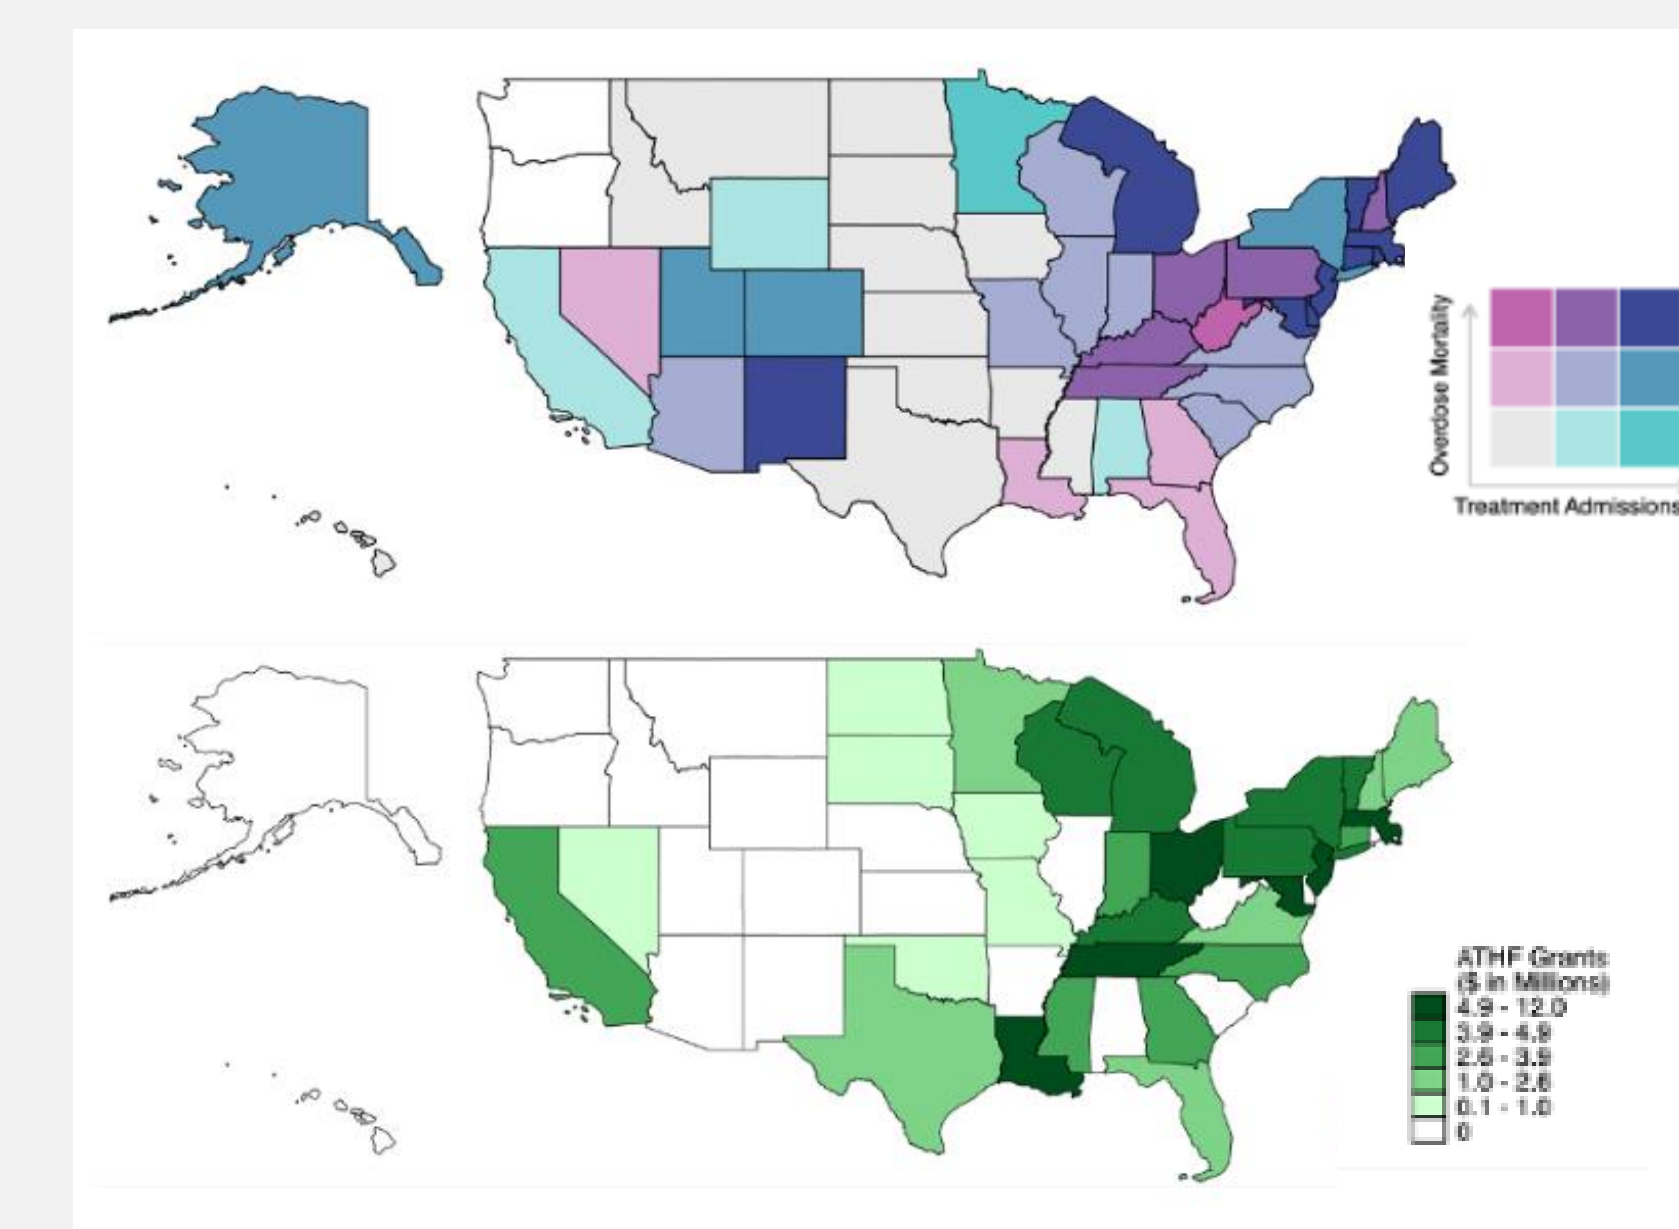 Overdose Mortality
Treatment Admissions
ATHF Grants
($ in Millions)
4.9 - 12.0
3.9 - 4.9
2.6 - 3.9
1.0 - 2.6
0.1 - 1.0
0